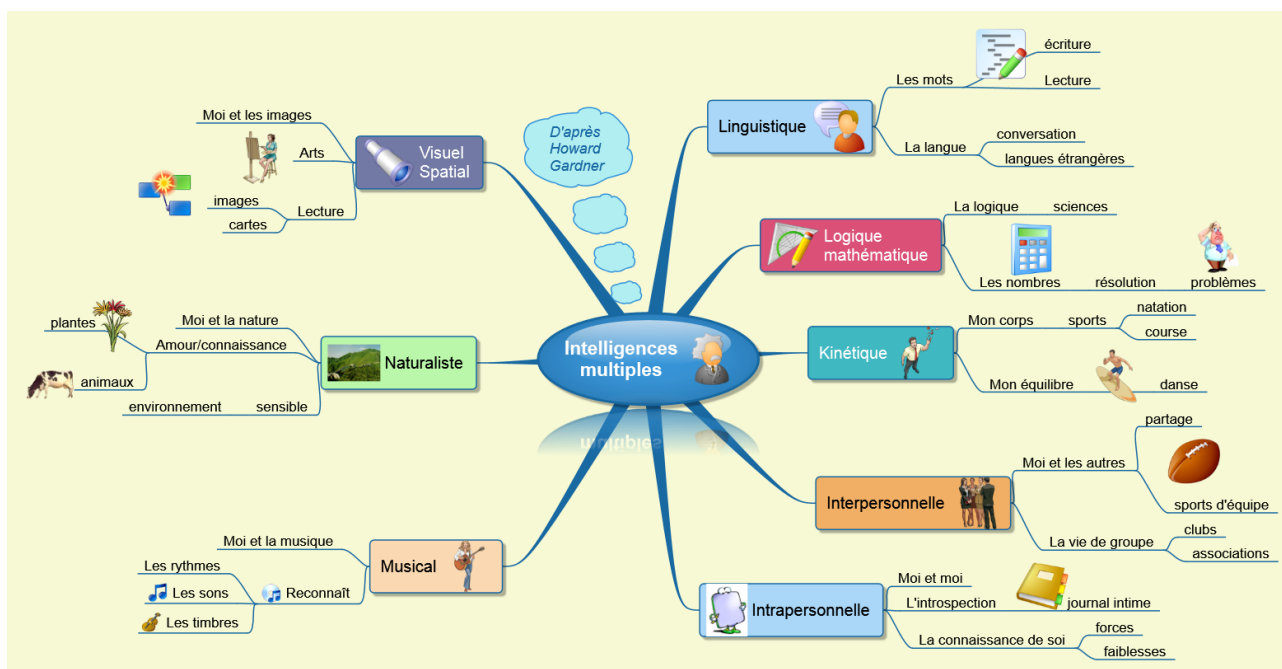 D'après
Howard
Gardner
Intelligences
multiples
Linguistique
Les mots
écriture
Lecture
La langue
conversation
langues étrangères
Logique
mathématique
La logique
sciences
Les nombres
résolution
problèmes
Kinétique
Mon corps
sports
natation
course
Mon équilibre
danse
Interpersonnelle
Moi et les autres
partage
sports d'équipe
La vie de groupe
clubs
associations
Intrapersonnelle
Moi et moi
L'introspection
journal intime
La connaissance de soi
forces
faiblesses
Musical
Moi et la musique
Reconnaît
Les rythmes
Les sons
Les timbres
Naturaliste
Moi et la nature
Amour/connaissance
plantes
animaux
sensible
environnement
Visuel
Spatial
Moi et les images
Arts
Lecture
images
cartes